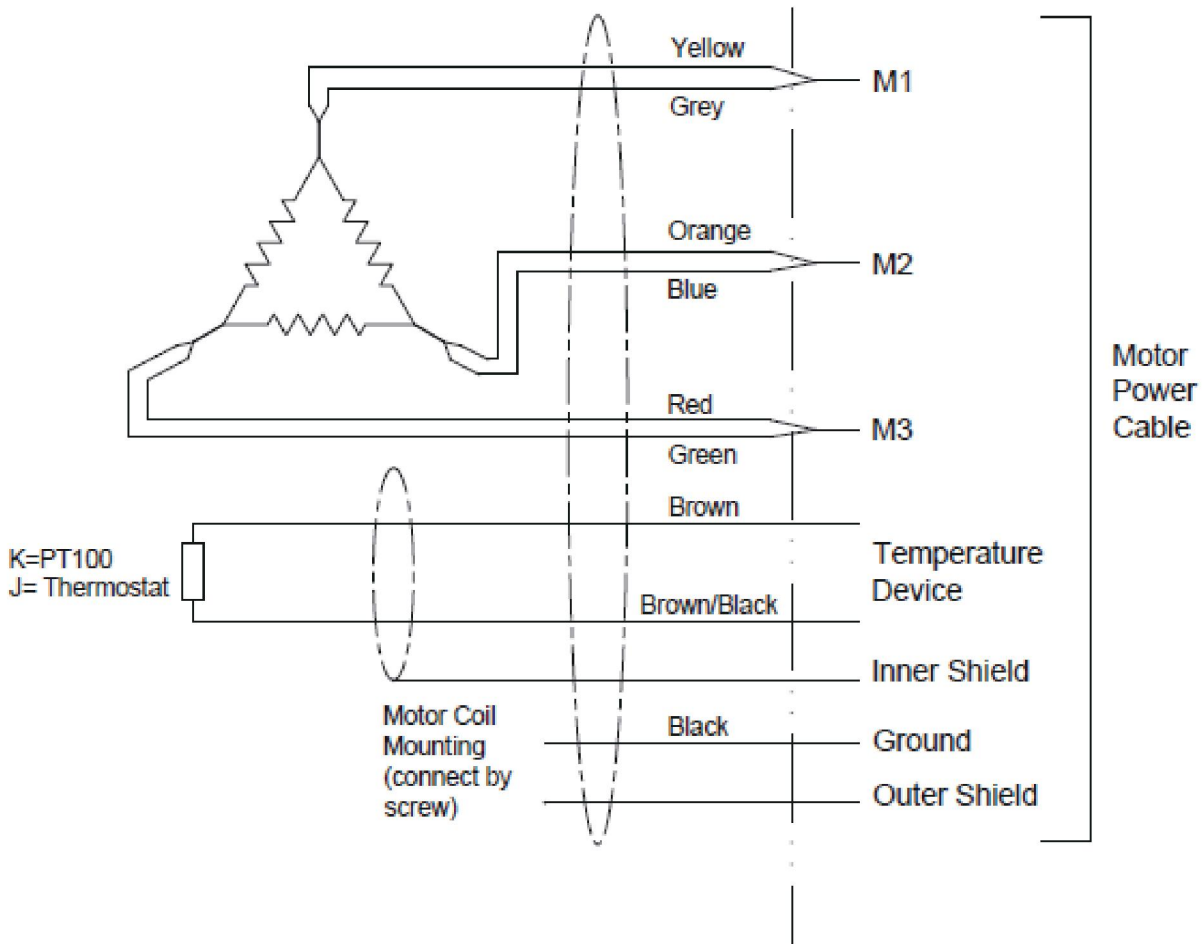 Yellow
M1
Grey
Orange
M2
Blue
Motor
Power
Cable
Red
M3
Green
Brown
K=PT100
J= Thermostat
Temperature
Device
Brown/Black
Inner Shield
Motor Coil
Mounting
(connect by
screw)
Black
Ground
Outer Shield